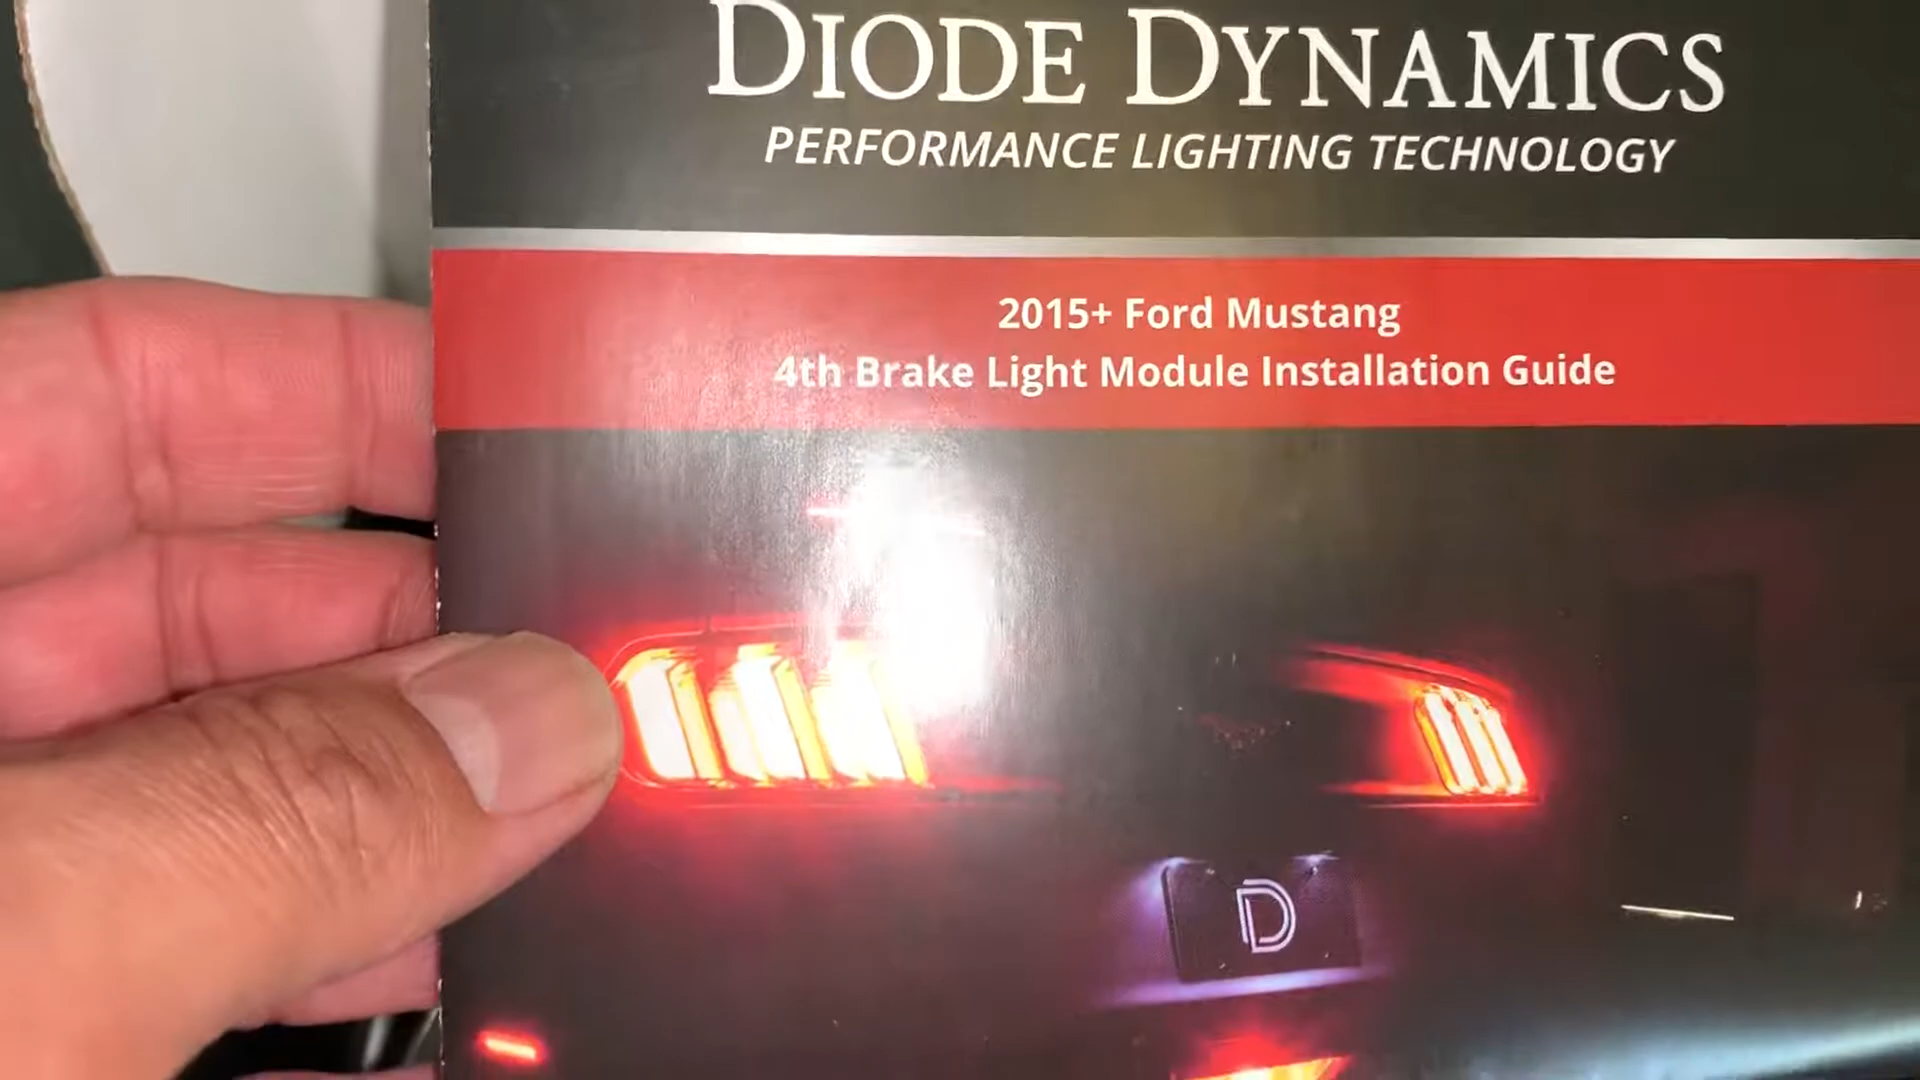 DIODE DYNAMICS
PERFORMANCE LIGHTING TECHNOLOGY
2015+ Ford Mustang
4th Brake Light Module Installation Guide
D